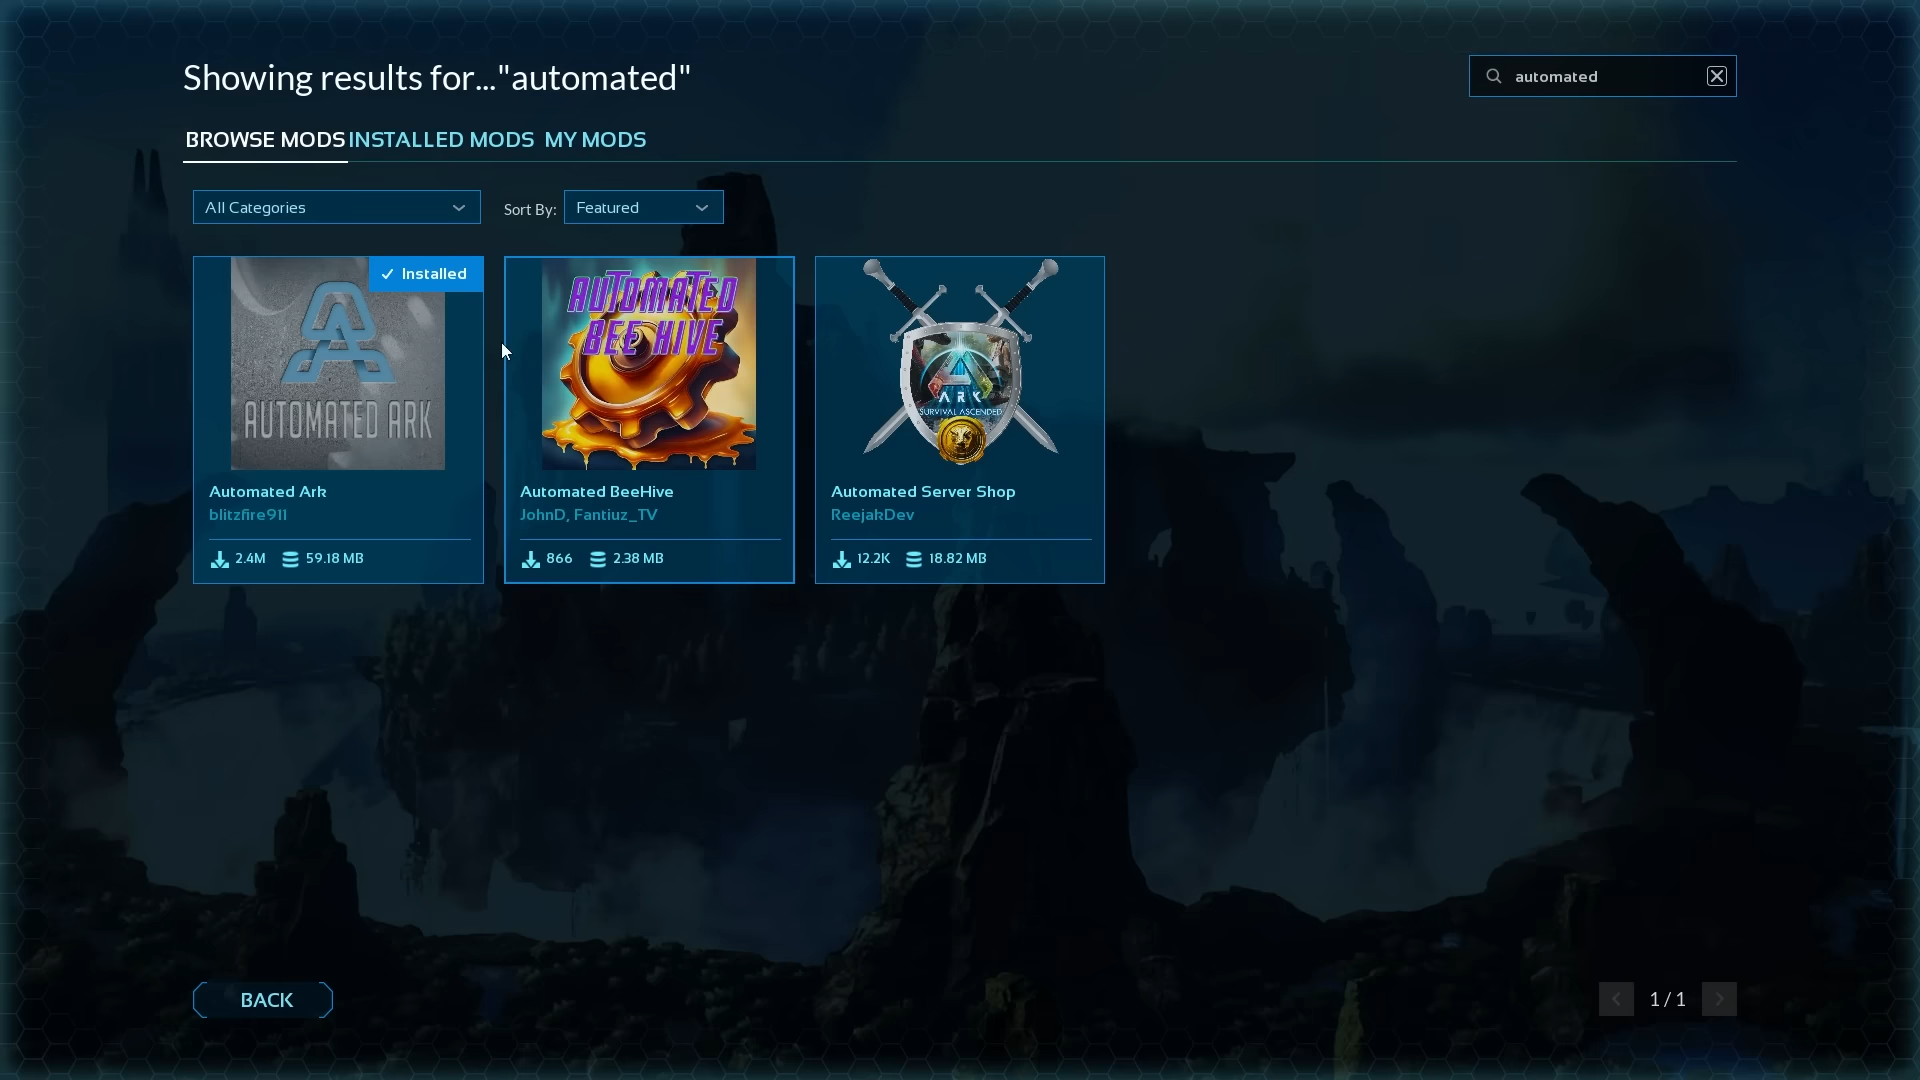 Showing results for..."automated"
automated
BROWSE MODS INSTALLED MODS MY MODS
All Categories
Sort By:
Featured
Installed
AUTOMATED ARK
Automated Ark
blitzfire911
2.4M
59.18 MB
AUTOMATED
BEE HIVE
Automated BeeHive
JohnD, Fantiuz_TV
866
2.38 MB
ARK
SURVIVAL ASCENDED
Automated Server Shop
ReejakDev
12.2K
18.82 MB
BACK
1 / 1